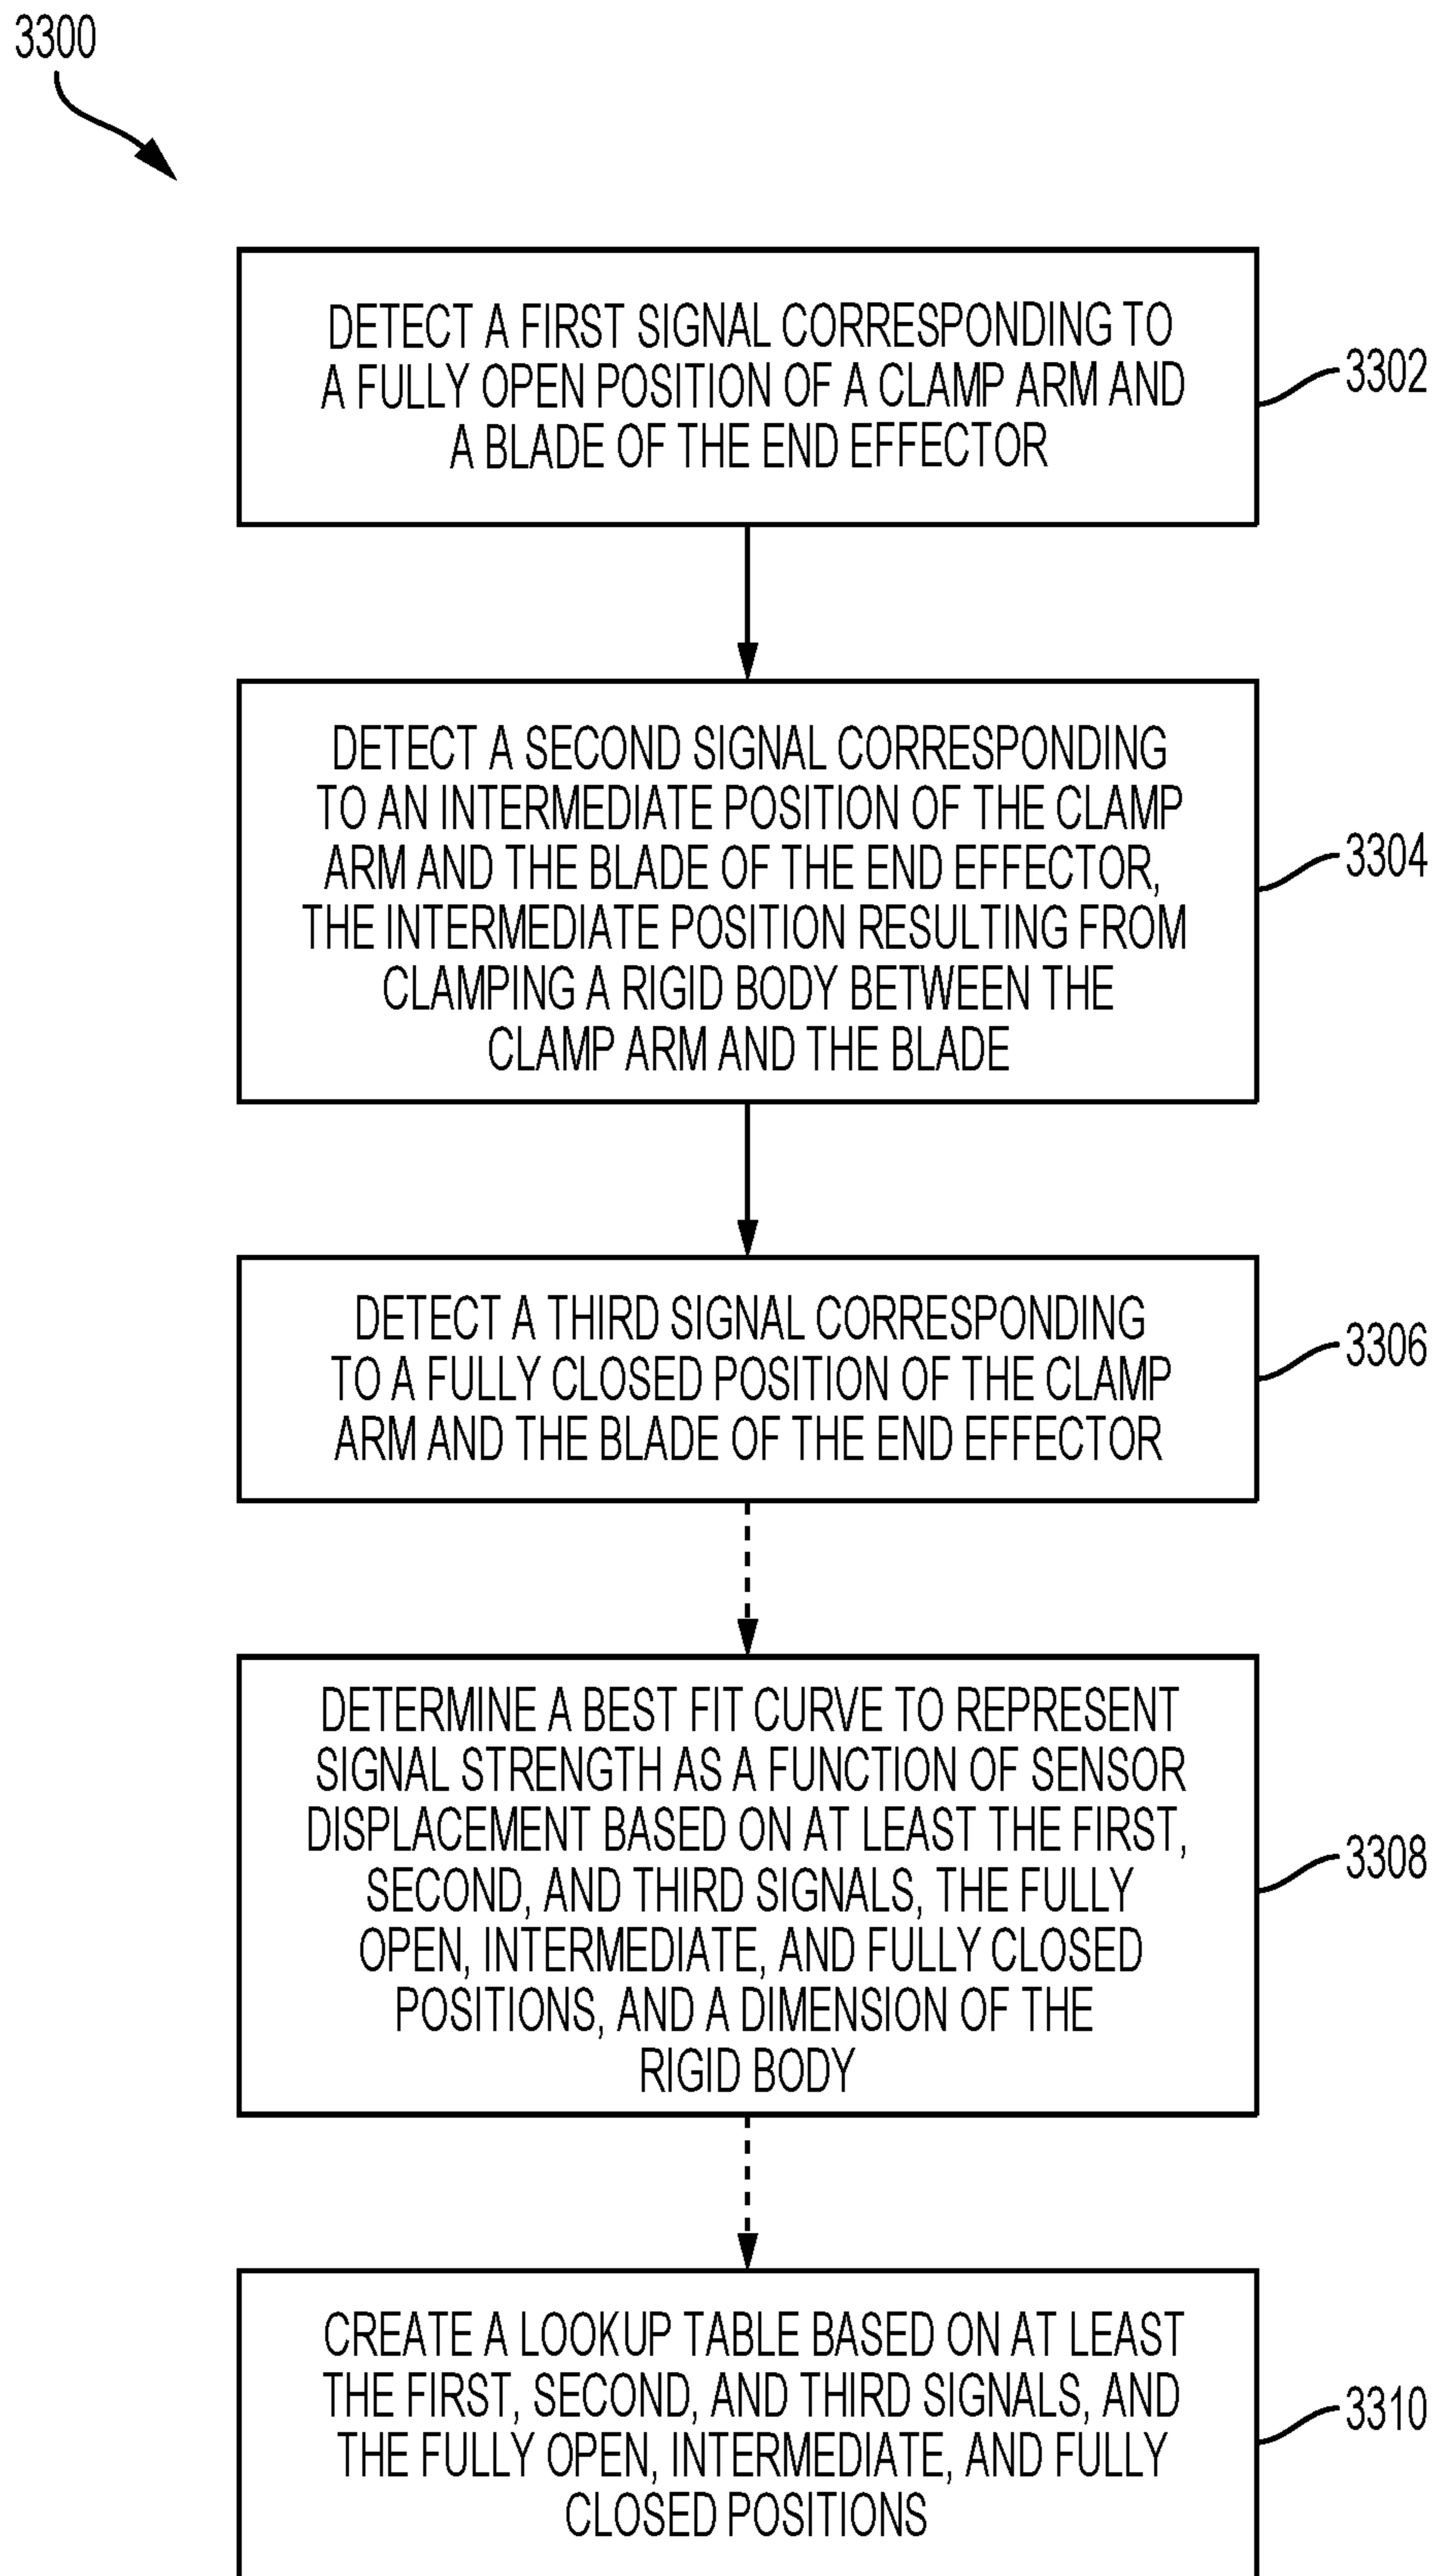 3300
DETECT A FIRST SIGNAL CORRESPONDING TO
A FULLY OPEN POSITION OF A CLAMP ARM AND
A BLADE OF THE END EFFECTOR
3302
DETECT A SECOND SIGNAL CORRESPONDING
TO AN INTERMEDIATE POSITION OF THE CLAMP
ARM AND THE BLADE OF THE END EFFECTOR,
THE INTERMEDIATE POSITION RESULTING FROM
CLAMPING A RIGID BODY BETWEEN THE
CLAMP ARM AND THE BLADE
3304
DETECT A THIRD SIGNAL CORRESPONDING
TO A FULLY CLOSED POSITION OF THE CLAMP
ARM AND THE BLADE OF THE END EFFECTOR
3306
DETERMINE A BEST FIT CURVE TO REPRESENT
SIGNAL STRENGTH AS A FUNCTION OF SENSOR
DISPLACEMENT BASED ON AT LEAST THE FIRST,
SECOND, AND THIRD SIGNALS, THE FULLY
OPEN, INTERMEDIATE, AND FULLY CLOSED
POSITIONS, AND A DIMENSION OF THE
RIGID BODY
3308
CREATE A LOOKUP TABLE BASED ON AT LEAST
THE FIRST, SECOND, AND THIRD SIGNALS, AND
THE FULLY OPEN, INTERMEDIATE, AND FULLY
CLOSED POSITIONS
3310